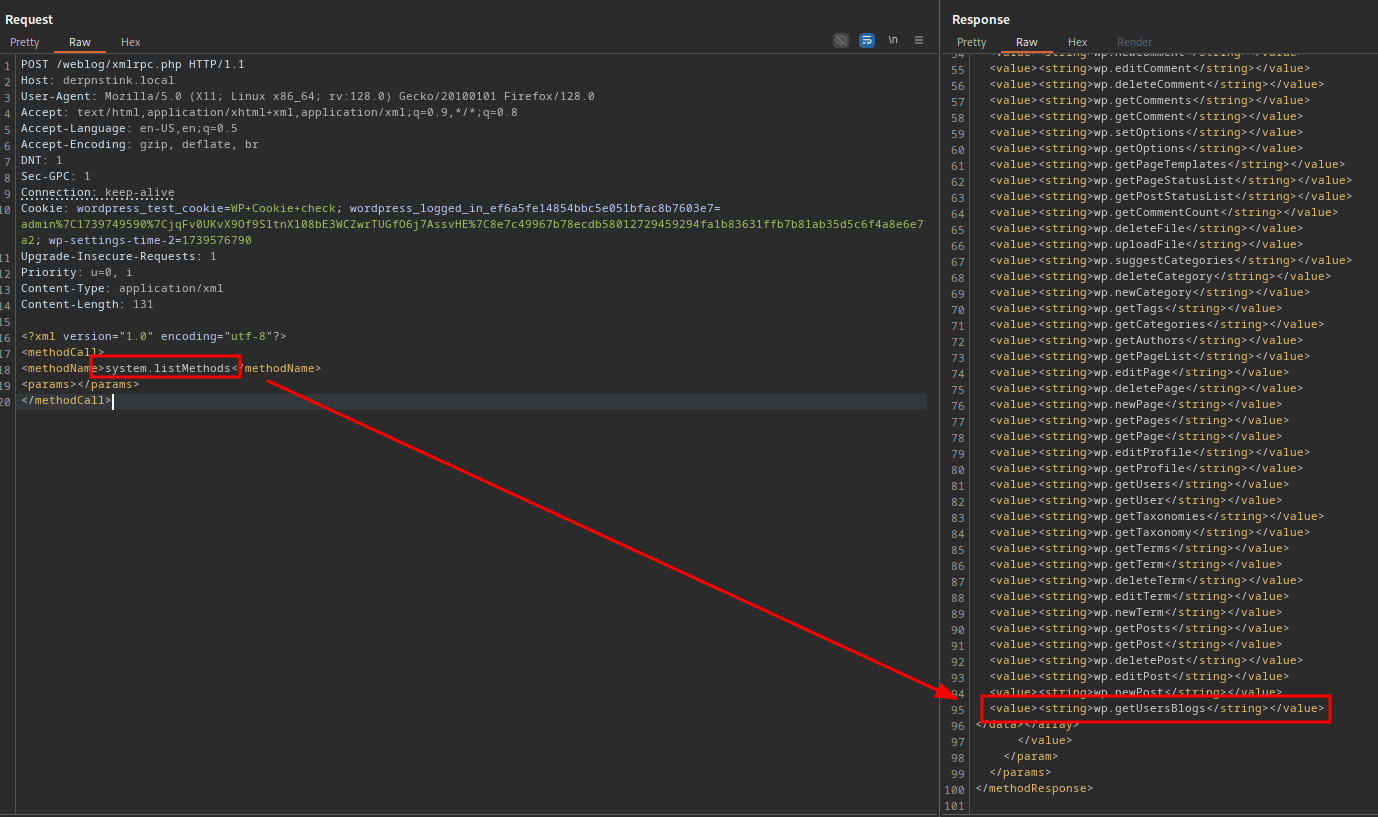 Request
Pretty Raw Hex
\n
1 POST /weblog/xmlrpc.php HTTP/1.1
2 Host: derpnstink.local
3 User-Agent: Mozilla/5.0 (X11; Linux x86_64; rv:128.0) Gecko/20100101 Firefox/128.0
4 Accept: text/html,application/xhtml+xml,application/xml;q=0.9,*/*;q=0.8
5 Accept-Language: en-US,en;q=0.5
6 Accept-Encoding: gzip, deflate, br
7 DNT: 1
8 Sec-GPC: 1
9 Connection: keep-alive
10 Cookie: wordpress_test_cookie=WP+Cookie+check; wordpress_logged_in_ef6a5fe14854bbc5e051bfac8b7603e7=
admin%7C1739749590%7CjqFv0UKvX9Of9S1tnXl08bE3WCZwrTUGfO6j7AssvHE%7C8e7c49967b78ecdb58012729459294fa1b83631ffb7b81ab35d5c6f4a8e6e7
a2; wp-settings-time-2=1739576790
11 Upgrade-Insecure-Requests: 1
12 Priority: u=0, i
13 Content-Type: application/xml
14 Content-Length: 131
15
16 <?xml version="1.0" encoding="utf-8"?>
17 <methodCall>
18 <methodName>system.listMethods</methodName>
19 <params></params>
20 </methodCall>
Response
Pretty Raw Hex Render
54 <value><string>wp.newComment</string></value>
55 <value><string>wp.editComment</string></value>
56 <value><string>wp.deleteComment</string></value>
57 <value><string>wp.getComments</string></value>
58 <value><string>wp.getComment</string></value>
59 <value><string>wp.setOptions</string></value>
60 <value><string>wp.getOptions</string></value>
61 <value><string>wp.getPageTemplates</string></value>
62 <value><string>wp.getPageStatusList</string></value>
63 <value><string>wp.getPostStatusList</string></value>
64 <value><string>wp.getCommentCount</string></value>
65 <value><string>wp.deleteFile</string></value>
66 <value><string>wp.uploadFile</string></value>
67 <value><string>wp.suggestCategories</string></value>
68 <value><string>wp.deleteCategory</string></value>
69 <value><string>wp.newCategory</string></value>
70 <value><string>wp.getTags</string></value>
71 <value><string>wp.getCategories</string></value>
72 <value><string>wp.getAuthors</string></value>
73 <value><string>wp.getPageList</string></value>
74 <value><string>wp.editPage</string></value>
75 <value><string>wp.deletePage</string></value>
76 <value><string>wp.newPage</string></value>
77 <value><string>wp.getPages</string></value>
78 <value><string>wp.getPage</string></value>
79 <value><string>wp.editProfile</string></value>
80 <value><string>wp.getProfile</string></value>
81 <value><string>wp.getUsers</string></value>
82 <value><string>wp.getUser</string></value>
83 <value><string>wp.getTaxonomies</string></value>
84 <value><string>wp.getTaxonomy</string></value>
85 <value><string>wp.getTerms</string></value>
86 <value><string>wp.getTerm</string></value>
87 <value><string>wp.deleteTerm</string></value>
88 <value><string>wp.editTerm</string></value>
89 <value><string>wp.newTerm</string></value>
90 <value><string>wp.getPosts</string></value>
91 <value><string>wp.getPost</string></value>
92 <value><string>wp.deletePost</string></value>
93 <value><string>wp.editPost</string></value>
94 <value><string>wp.newPost</string></value>
95 <value><string>wp.getUsersBlogs</string></value>
96 </data></array>
97 </value>
98 </param>
99 </params>
100 </methodResponse>
101